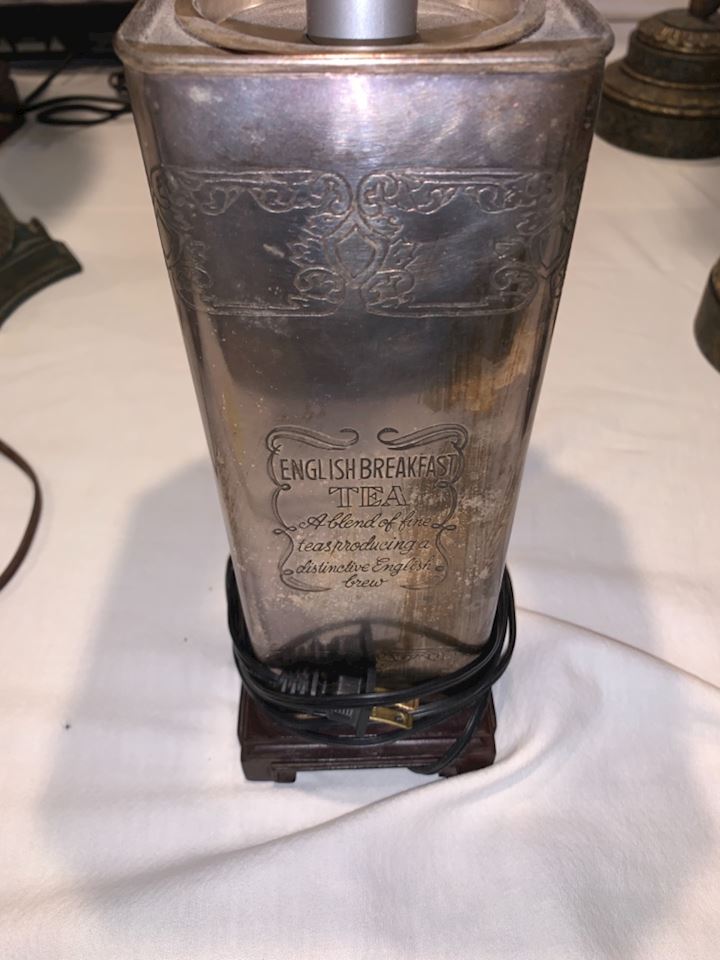 ENGLISH BREAKFAST
TEA
A blend of fine
teas producing a
distinctive English
brew